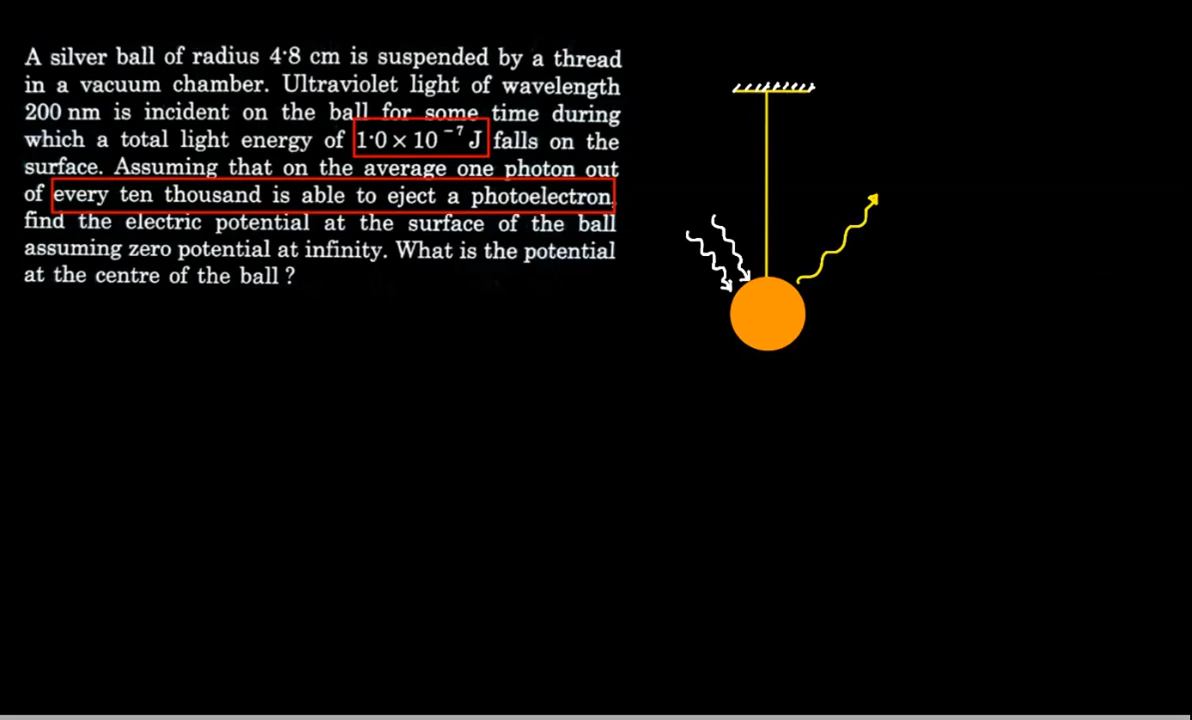 A silver ball of radius 4·8 cm is suspended by a thread
in a vacuum chamber. Ultraviolet light of wavelength
200 nm is incident on the ball for some time during
which a total light energy of 1·0 × 10⁻⁷ J falls on the
surface. Assuming that on the average one photon out
of every ten thousand is able to eject a photoelectron,
find the electric potential at the surface of the ball
assuming zero potential at infinity. What is the potential
at the centre of the ball ?